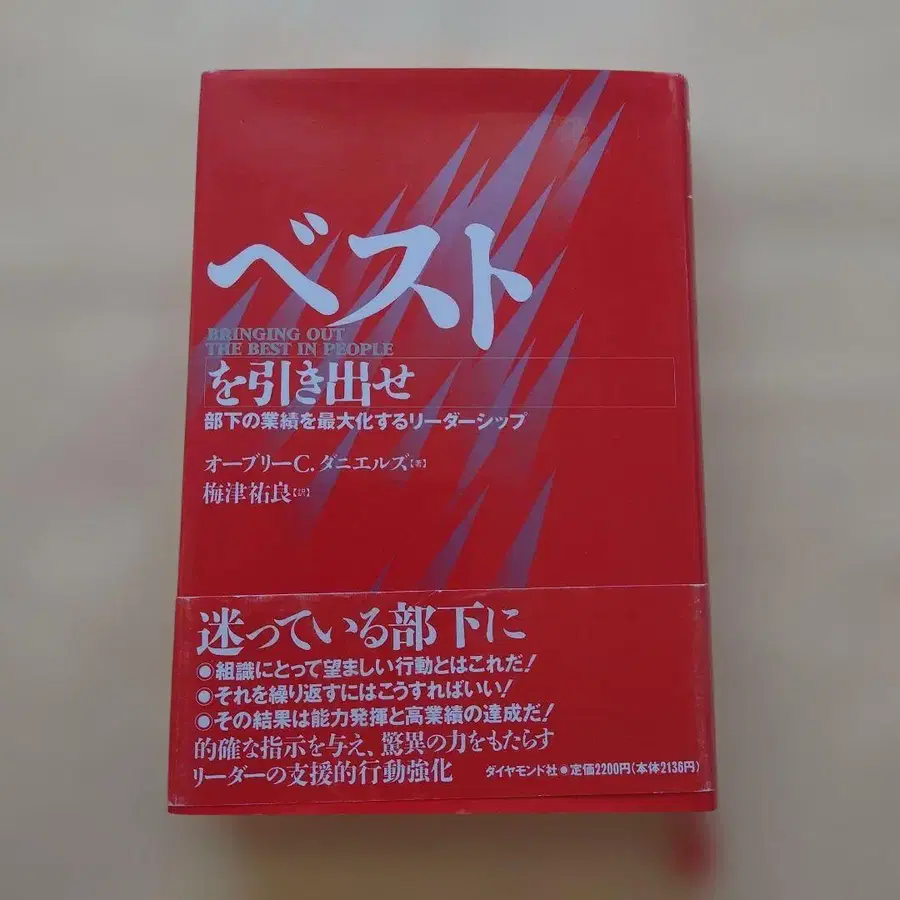 ベスト
BRINGING OUT
THE BEST IN PEOPLE
を引き出せ
部下の業績を最大化するリーダーシップ
オーブリーC.ダニエルズ【著】
梅津祐良【訳】
迷っている部下に
●組織にとって望ましい行動とはこれだ!
●それを繰り返すにはこうすればいい!
●その結果は能力発揮と高業績の達成だ!
的確な指示を与え、驚異の力をもたらす
リーダーの支援的行動強化
ダイヤモンド社●定価2200円(本体2136円)